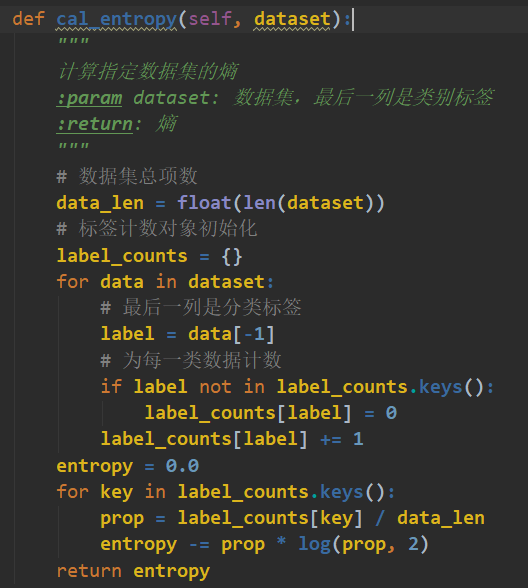 def cal_entropy(self, dataset):
    """
    计算指定数据集的熵
    :param dataset: 数据集，最后一列是类别标签
    :return: 熵
    """
    # 数据集总项数
    data_len = float(len(dataset))
    # 标签计数对象初始化
    label_counts = {}
    for data in dataset:
        # 最后一列是分类标签
        label = data[-1]
        # 为每一类数据计数
        if label not in label_counts.keys():
            label_counts[label] = 0
        label_counts[label] += 1
    entropy = 0.0
    for key in label_counts.keys():
        prop = label_counts[key] / data_len
        entropy -= prop * log(prop, 2)
    return entropy